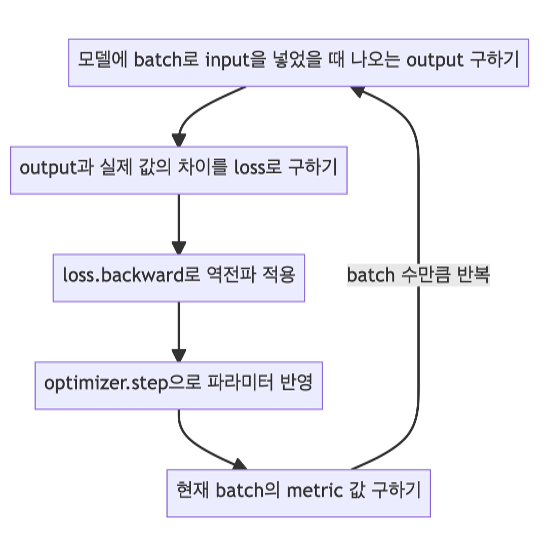 모델에 batch로 input을 넣었을 때 나오는 output 구하기
output과 실제 값의 차이를 loss로 구하기
loss.backward로 역전파 적용
batch 수만큼 반복
optimizer.step으로 파라미터 반영
현재 batch의 metric 값 구하기